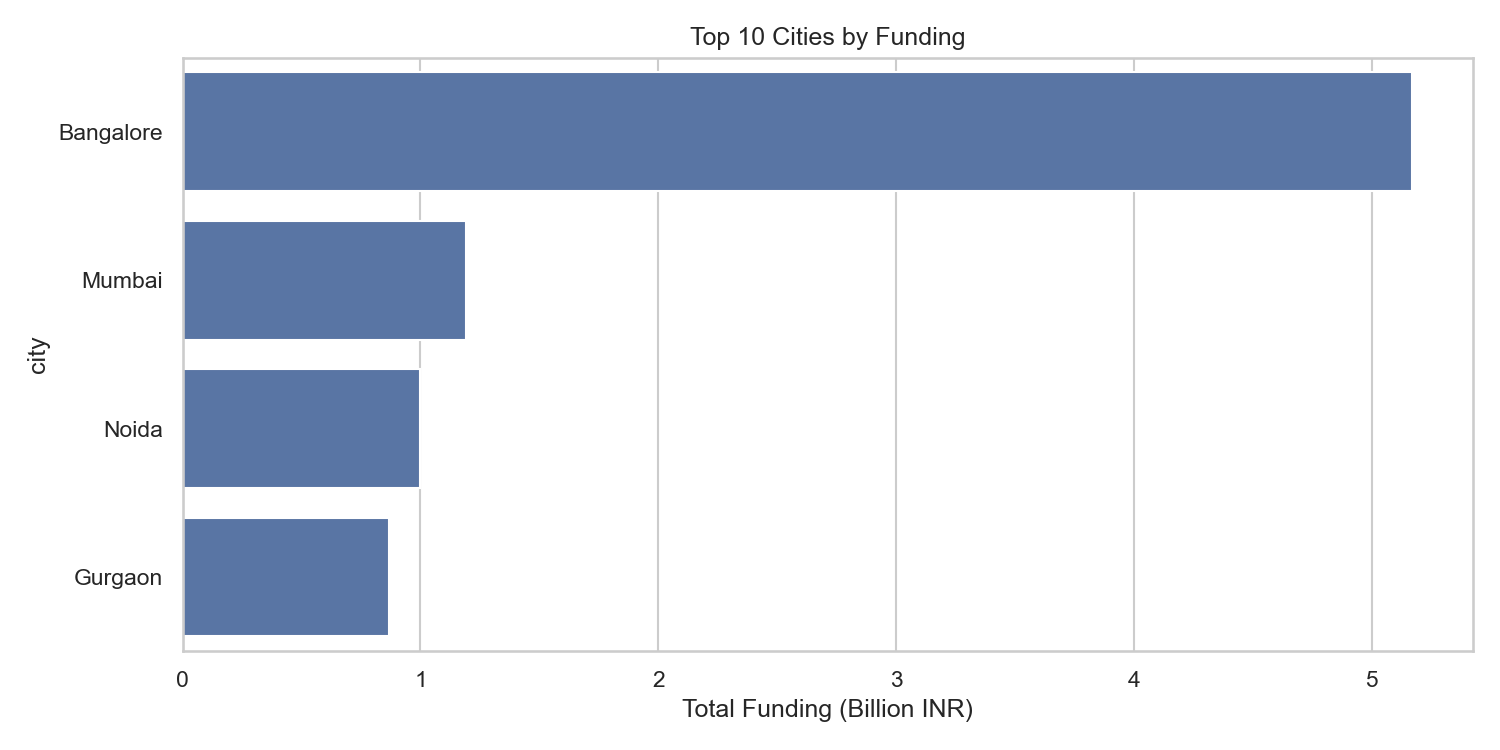 Top 10 Cities by Funding
Bangalore
Mumbai
Noida
Gurgaon
city
0 1 2 3 4 5
Total Funding (Billion INR)